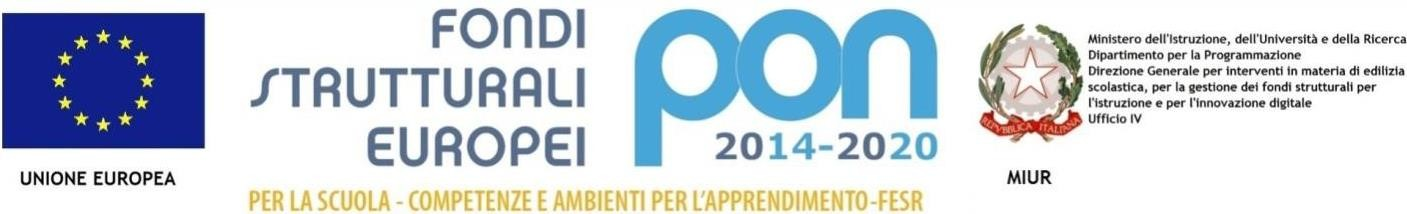 UNIONE EUROPEA
FONDI
STRUTTURALI
EUROPEI
pon
2014-2020
PER LA SCUOLA - COMPETENZE E AMBIENTI PER L'APPRENDIMENTO-FESR
REPVBBLICA ITALIANA
Ministero dell'Istruzione, dell'Università e della Ricerca
Dipartimento per la Programmazione
Direzione Generale per interventi in materia di edilizia
scolastica, per la gestione dei fondi strutturali per
l'istruzione e per l'innovazione digitale
Ufficio IV
MIUR